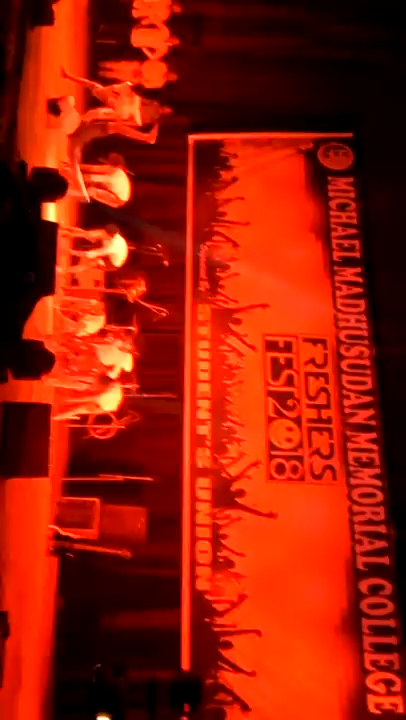 MICHAEL MADHUSUDAN MEMORIAL COLLEGE
FRESHERS
FEST2018
STUDENTS UNION